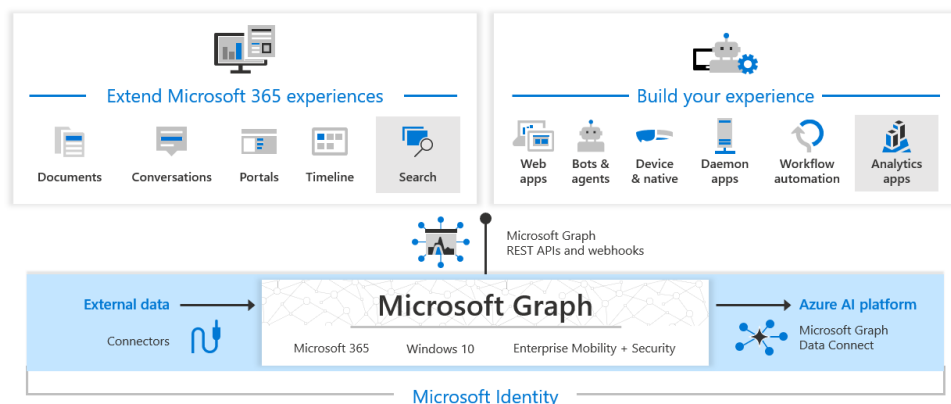 Extend Microsoft 365 experiences
Documents
Conversations
Portals
Timeline
Search
Build your experience
Web
apps
Bots &
agents
Device
& native
Daemon
apps
Workflow
automation
Analytics
apps
Microsoft Graph
REST APIs and webhooks
External data
Connectors
Microsoft Graph
Microsoft 365
Windows 10
Enterprise Mobility + Security
Azure AI platform
Microsoft Graph
Data Connect
Microsoft Identity